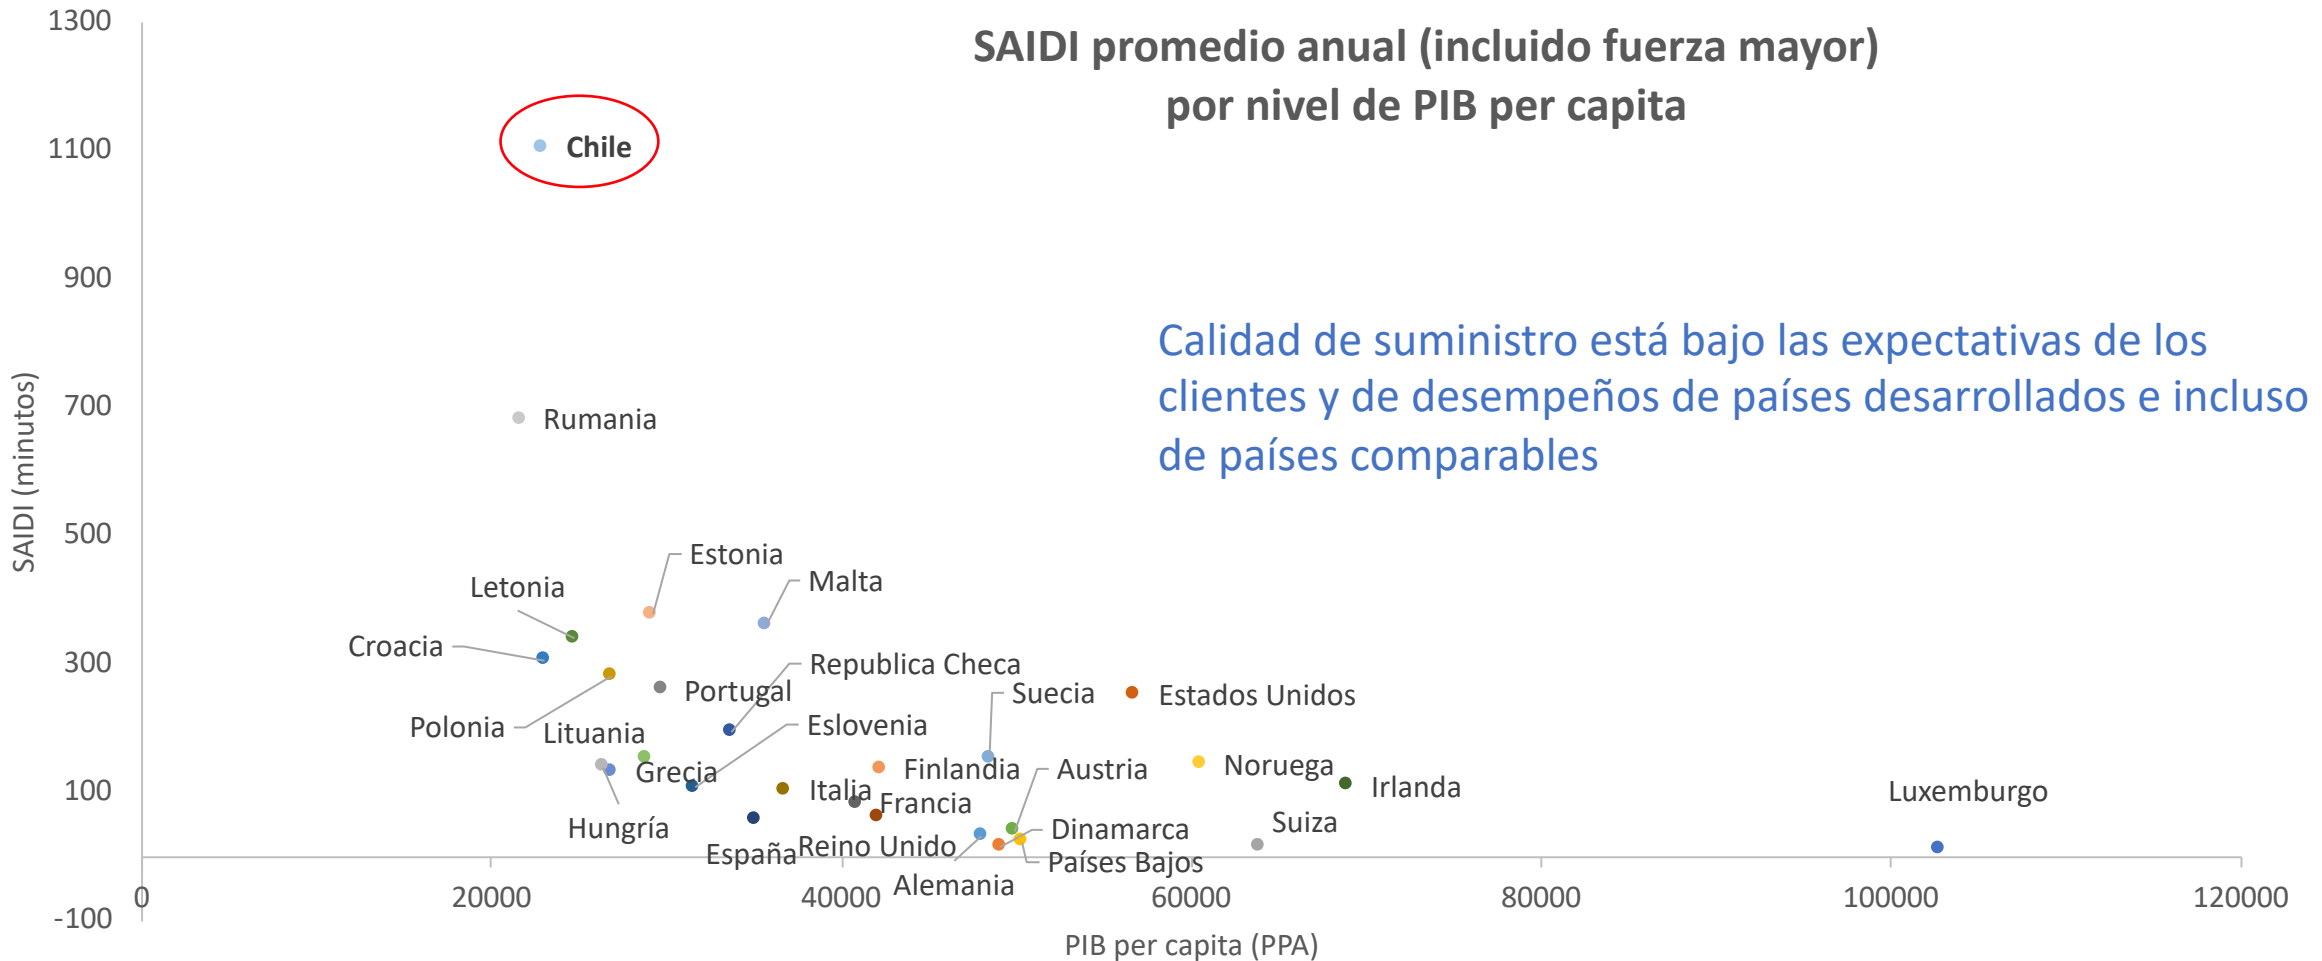 SAIDI promedio anual (incluido fuerza mayor)
por nivel de PIB per capita
Calidad de suministro está bajo las expectativas de los
clientes y de desempeños de países desarrollados e incluso
de países comparables
SAIDI (minutos)
1300
1100
900
700
500
300
100
-100
Chile
Rumania
Estonia
Malta
Letonia
Croacia
Republica Checa
Portugal
Suecia
Estados Unidos
Polonia
Lituania
Eslovenia
Grecia
Finlandia
Austria
Noruega
Irlanda
Luxemburgo
Italia
Francia
Hungría
Suiza
Dinamarca
España
Reino Unido
Países Bajos
Alemania
0
20000
40000
60000
80000
100000
120000
PIB per capita (PPA)